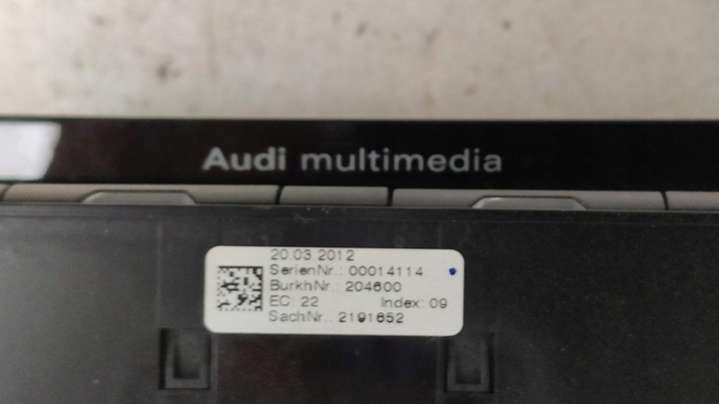 Audi multimedia
20.03.2012
SerienNr.: 00014114
BurkhNr.: 204600
EC: 22 Index: 09
SachNr.: 2191652